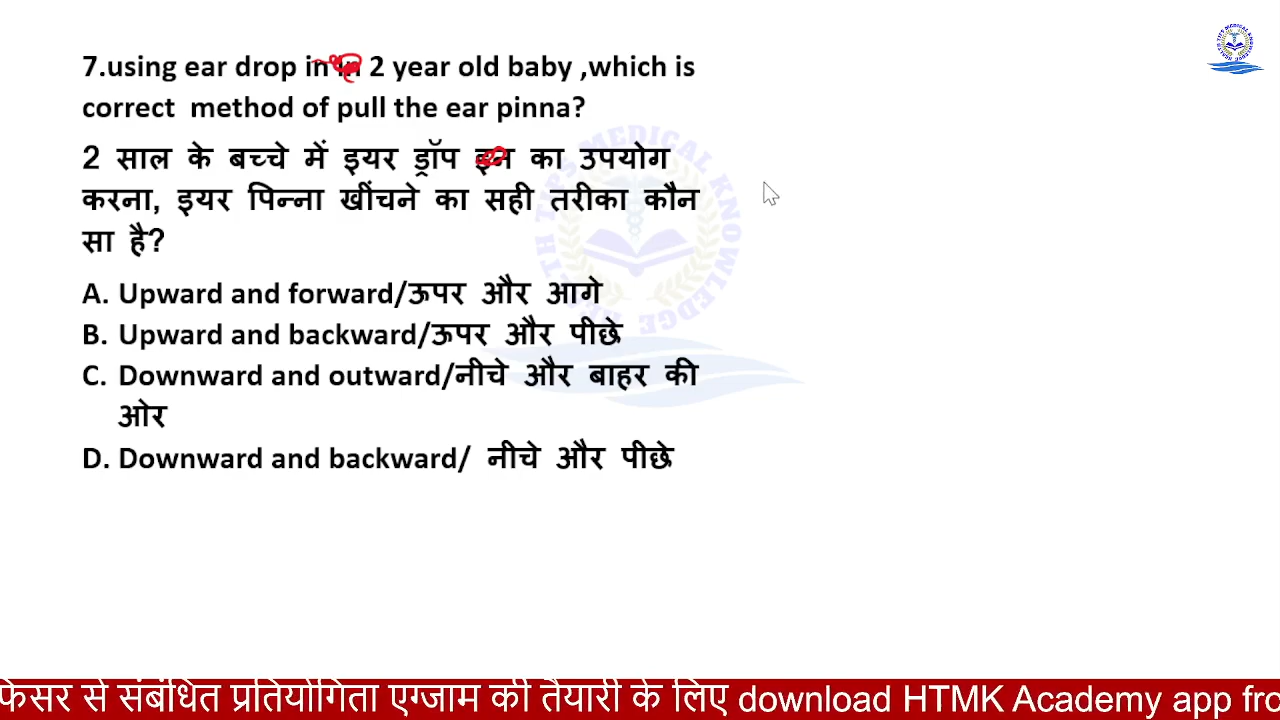 7.using ear drop in in 2 year old baby ,which is
correct method of pull the ear pinna?
2 साल के बच्चे में इयर ड्रॉप इन का उपयोग
करना, इयर पिन्ना खींचने का सही तरीका कौन
सा है?
A. Upward and forward/ऊपर और आगे
B. Upward and backward/ऊपर और पीछे
C. Downward and outward/नीचे और बाहर की
ओर
D. Downward and backward/ नीचे और पीछे
फेसर से संबंधित प्रतियोगिता एग्जाम की तैयारी के लिए download HTMK Academy app fro